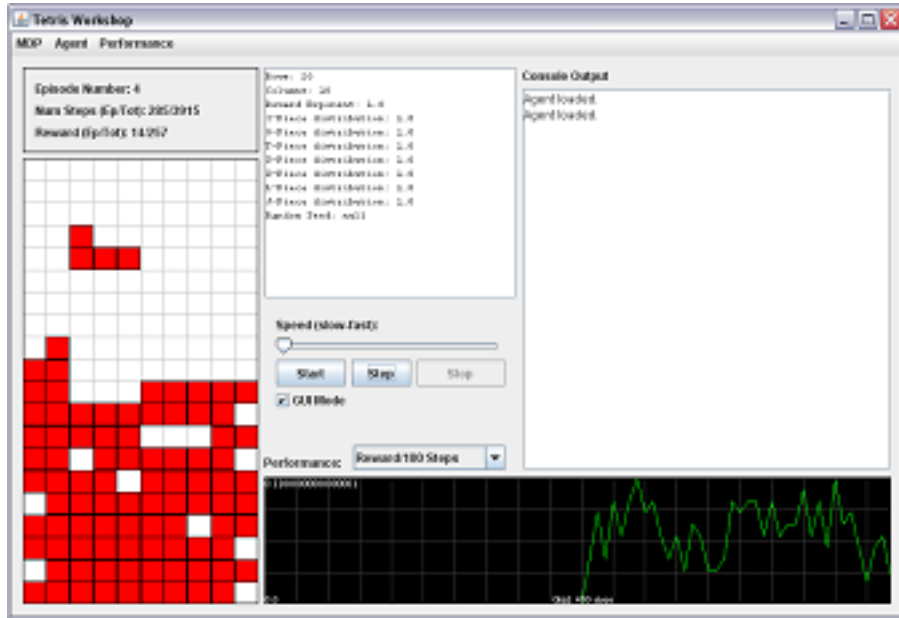 Tetris Workshop
MDP Agent Performance
Episode Number: 4
Num Steps (Ep/Tot): 285/3915
Reward (Ep/Tot): 14/257
Rows: 20
Columns: 10
Reward Exponent: 1.0
Piece distribution: 1.0
Piece distribution: 1.0
T-Piece distribution: 1.0
Piece distribution: 1.0
Piece distribution: 1.0
Piece distribution: 1.0
J-Piece distribution: 1.0
Random Seed: null
Console Output
Agent loaded.
Agent loaded.
Speed (slow-fast):
Start Step Stop
GUI Mode
Performance: Reward/100 Steps
0.0
steps